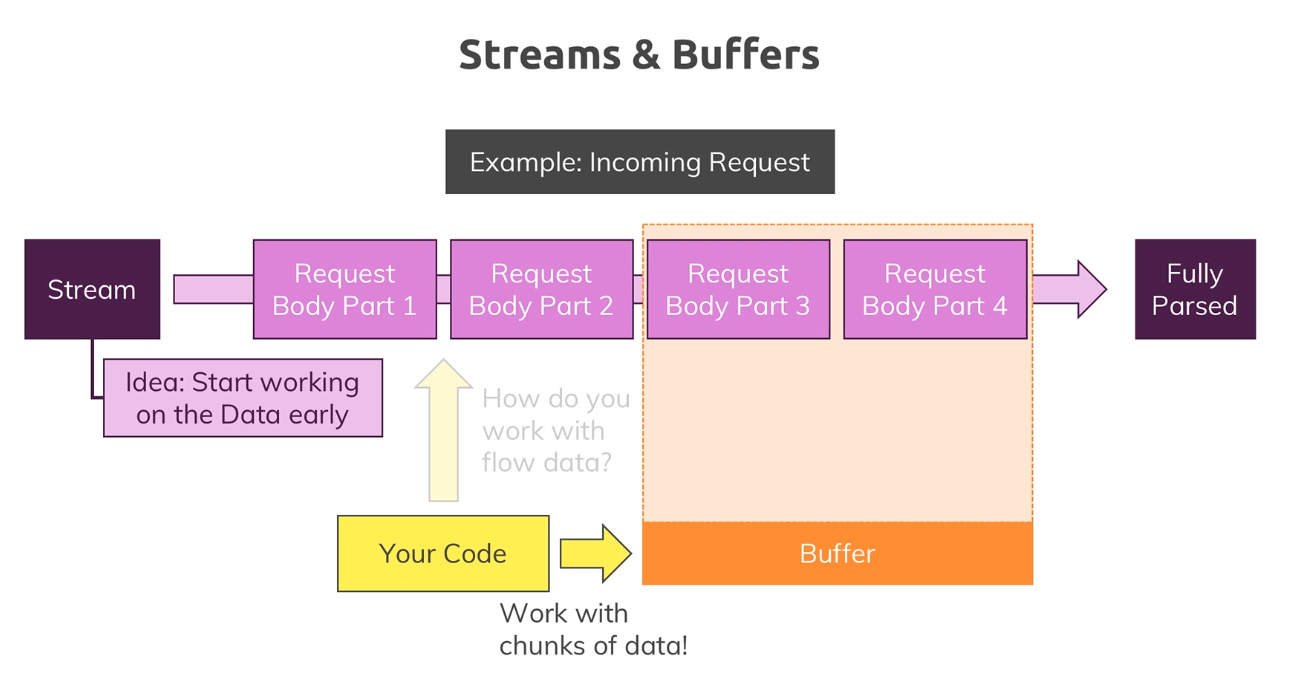 Streams & Buffers
Example: Incoming Request
Stream
Request
Body Part 1
Request
Body Part 2
Request
Body Part 3
Request
Body Part 4
Fully
Parsed
Idea: Start working
on the Data early
How do you
work with
flow data?
Your Code
Buffer
Work with
chunks of data!